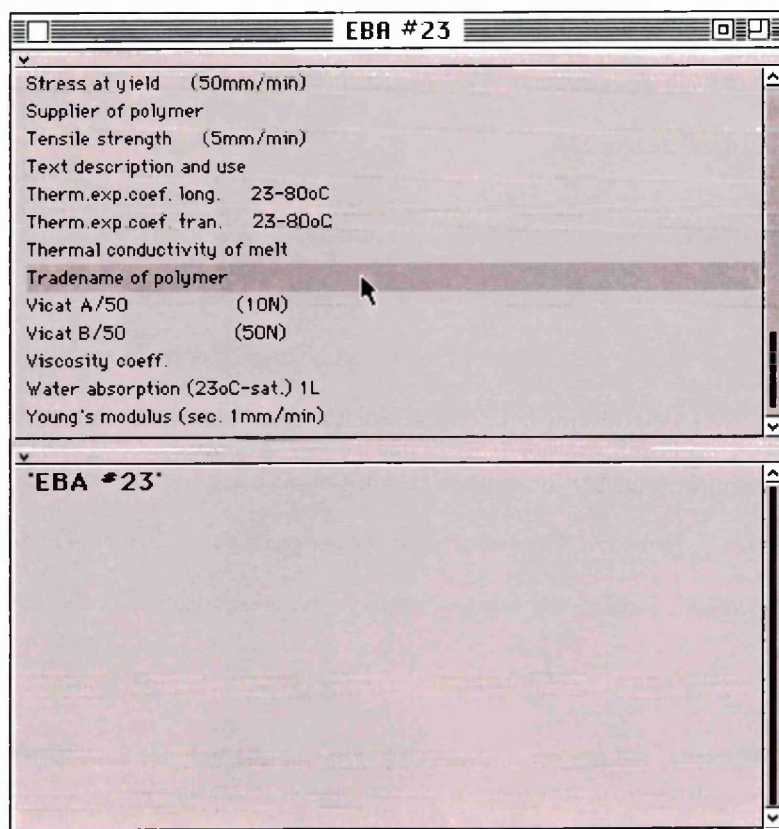 EBA #23
Stress at yield (50mm/min)
Supplier of polymer
Tensile strength (5mm/min)
Text description and use
Therm.exp.coef. long. 23-80oC
Therm.exp.coef. tran. 23-80oC
Thermal conductivity of melt
Tradename of polymer
Vicat A/50 (10N)
Vicat B/50 (50N)
Viscosity coeff.
Water absorption (23oC-sat.) 1L
Young's modulus (sec. 1mm/min)
'EBA #23'